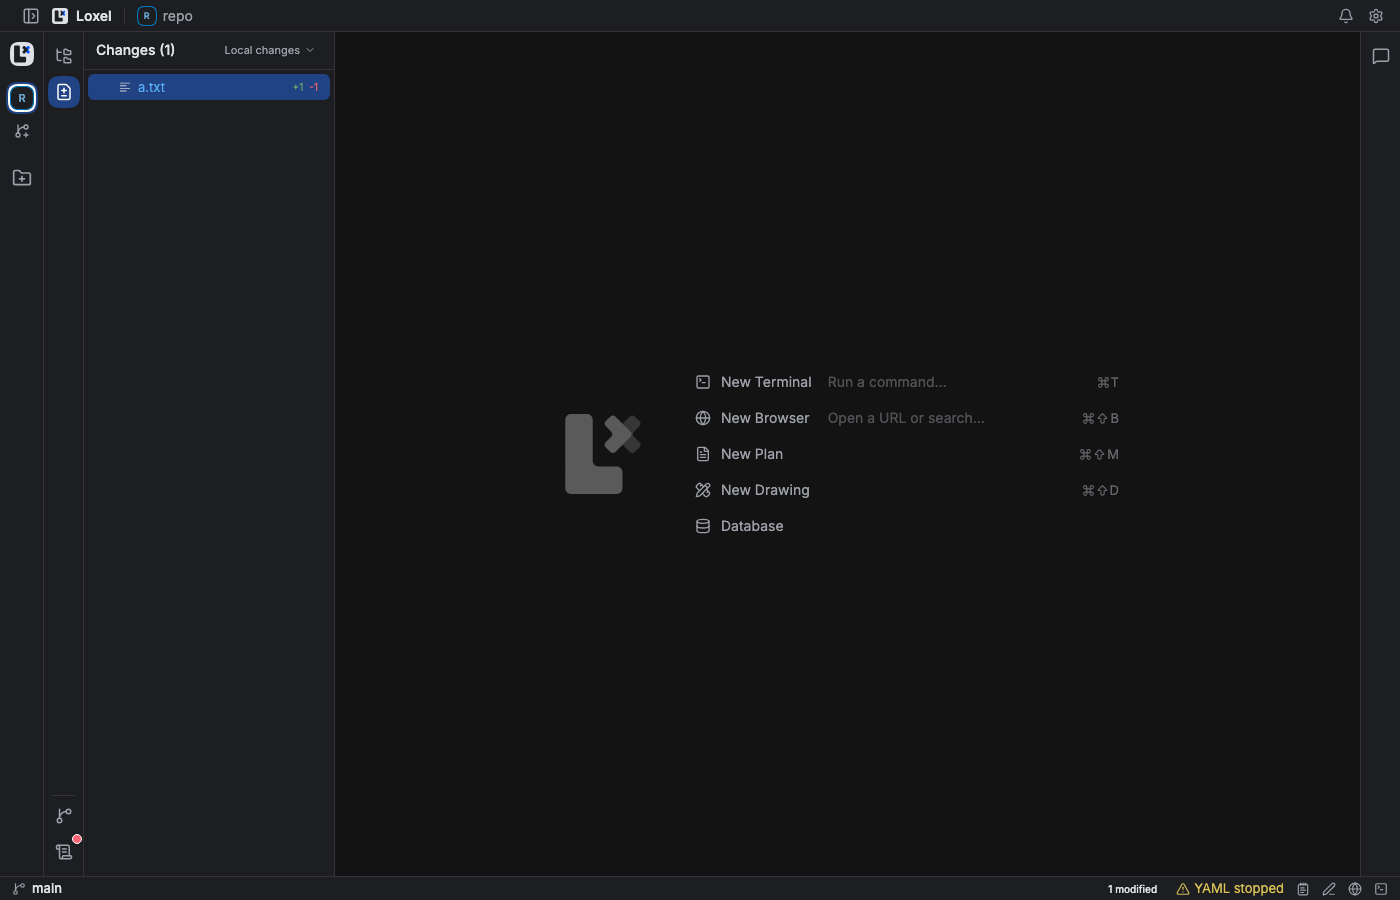 Loxel R repo
Changes (1) Local changes
R
a.txt +1 -1
New Terminal Run a command... ⌘T
New Browser Open a URL or search... ⌘⇧B
New Plan ⌘⇧M
New Drawing ⌘⇧D
Database
main 1 modified YAML stopped